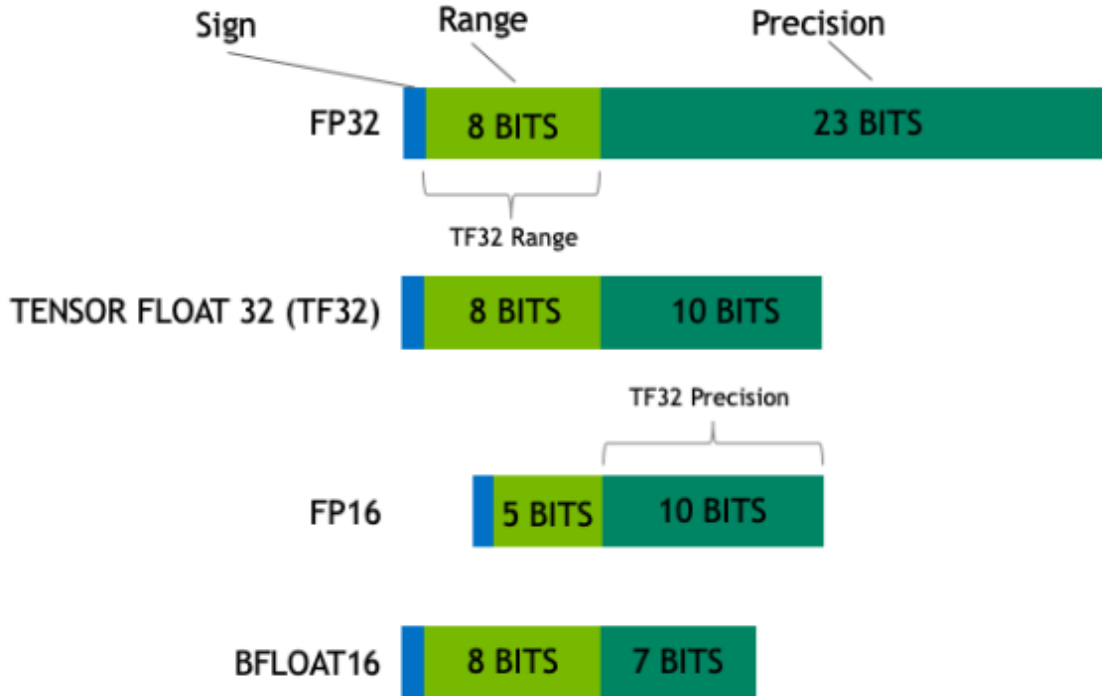 Sign
Range
Precision
FP32
8 BITS
23 BITS
TF32 Range
TENSOR FLOAT 32 (TF32)
8 BITS
10 BITS
TF32 Precision
FP16
5 BITS
10 BITS
BFLOAT16
8 BITS
7 BITS